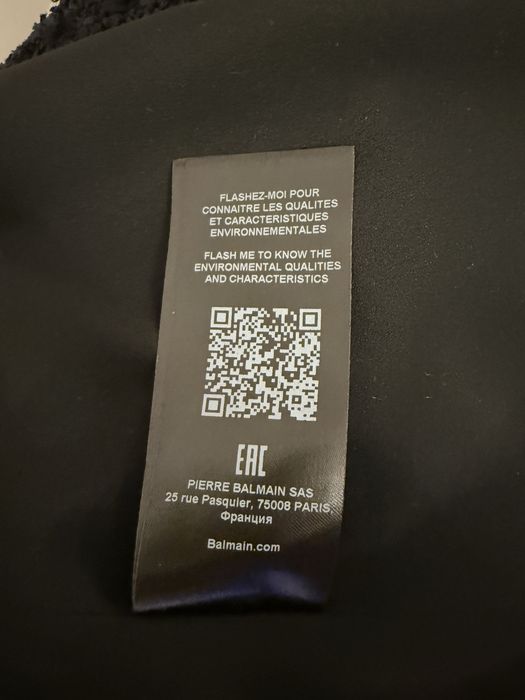 FLASHEZ-MOI POUR
CONNAITRE LES QUALITES
ET CARACTERISTIQUES
ENVIRONNEMENTALES
FLASH ME TO KNOW THE
ENVIRONMENTAL QUALITIES
AND CHARACTERISTICS
EAC
PIERRE BALMAIN SAS
25 rue Pasquier, 75008 PARIS
Франция
Balmain.com